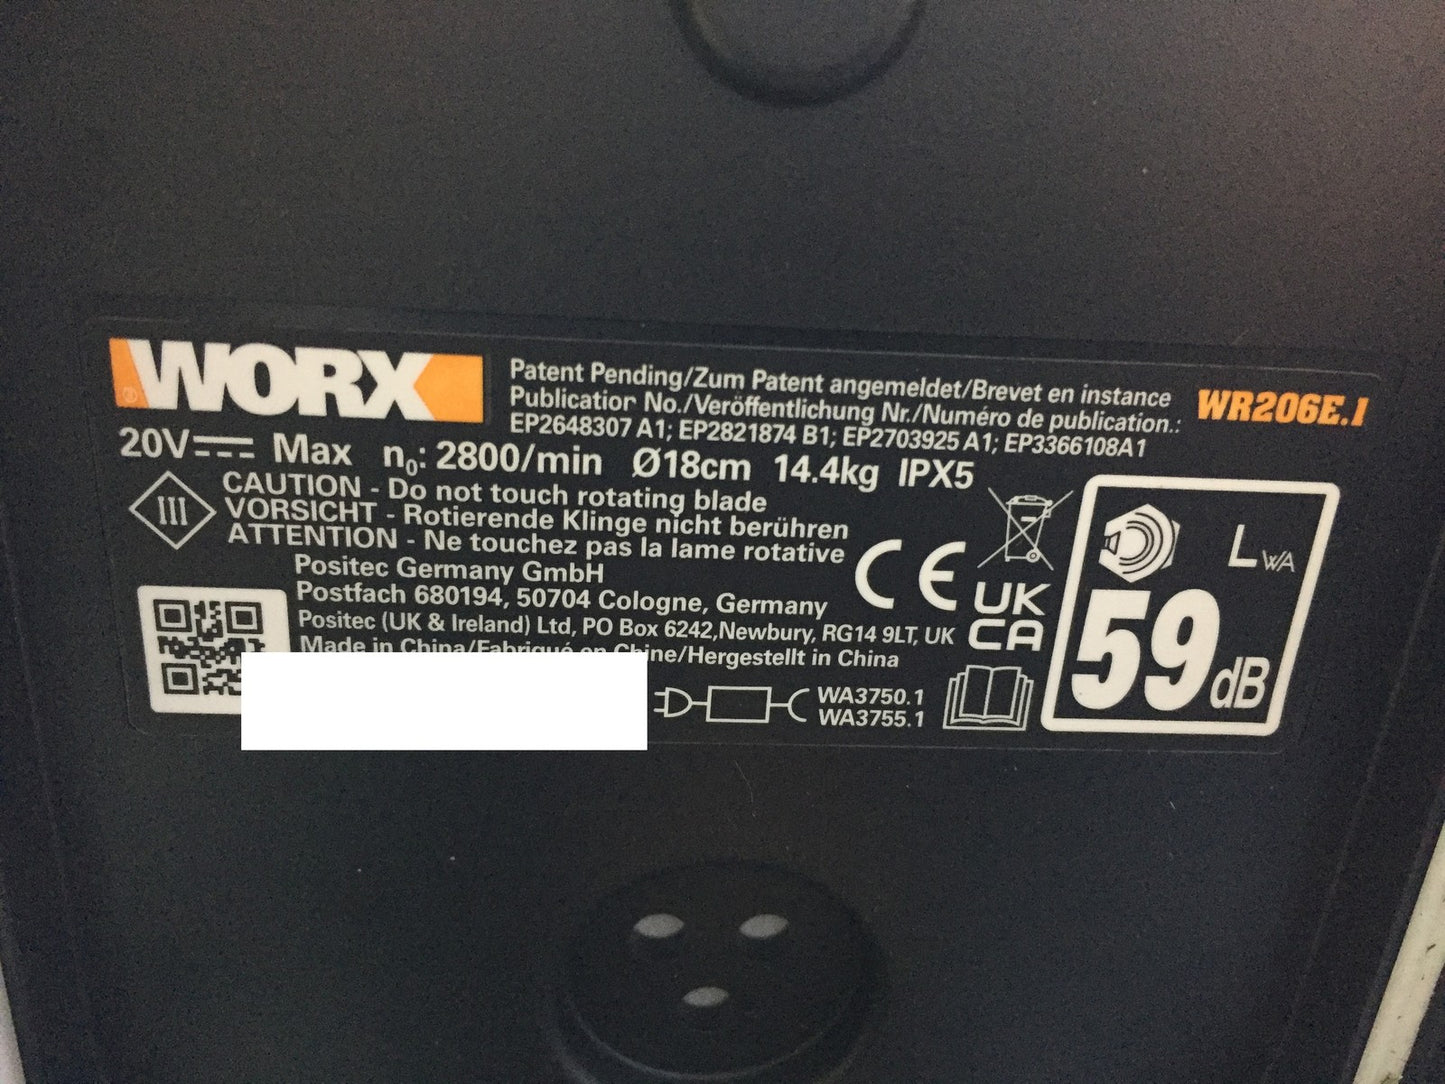 WORX
Patent Pending/Zum Patent angemeldet/Brevet en instance
WR206E.1
Publication No./Veröffentlichung Nr./Numéro de publication.:
EP2648307 A1; EP2821874 B1; EP2703925 A1; EP3366108A1
20V Max n0: 2800/min Ø18cm 14.4kg IPX5
III
CAUTION - Do not touch rotating blade
VORSICHT - Rotierende Klinge nicht berühren
ATTENTION - Ne touchez pas la lame rotative
Positec Germany GmbH
Postfach 680194, 50704 Cologne, Germany
Positec (UK & Ireland) Ltd, PO Box 6242,Newbury, RG14 9LT, UK
Made in China/Fabriqué en Chine/Hergestellt in China
CE
UK
CA
WA3750.1
WA3755.1
LWA
59dB